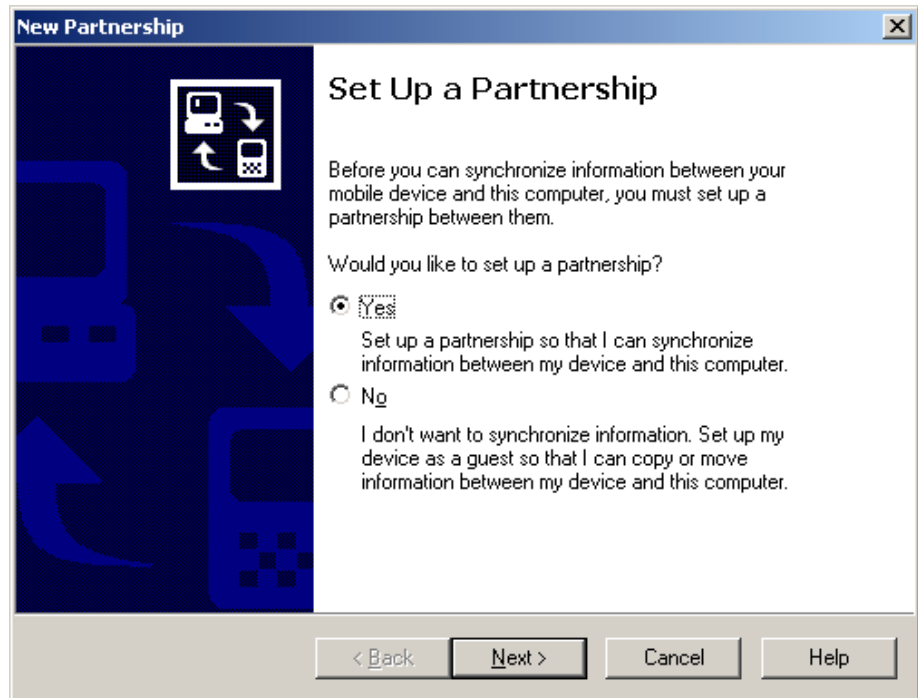 New Partnership
Set Up a Partnership
Before you can synchronize information between your
mobile device and this computer, you must set up a
partnership between them.
Would you like to set up a partnership?
Yes
Set up a partnership so that I can synchronize
information between my device and this computer.
No
I don't want to synchronize information. Set up my
device as a guest so that I can copy or move
information between my device and this computer.
< Back
Next >
Cancel
Help